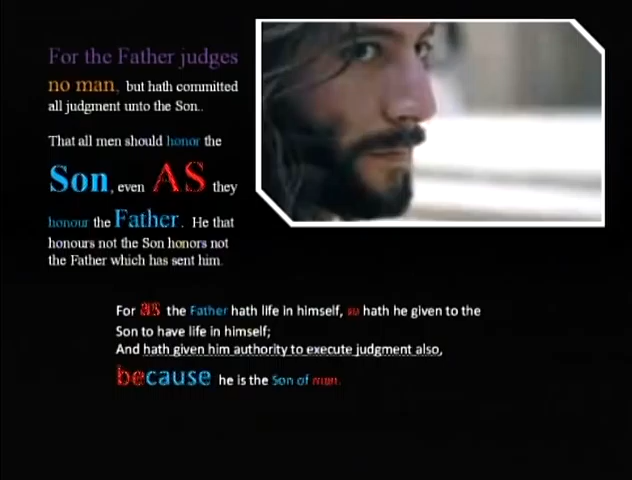 For the Father judges
no man, but hath committed
all judgment unto the Son..
That all men should honor the
Son, even AS they
honour the Father. He that
honours not the Son honors not
the Father which has sent him.
For as the Father hath life in himself, so hath he given to the
Son to have life in himself;
And hath given him authority to execute judgment also,
because he is the Son of man.